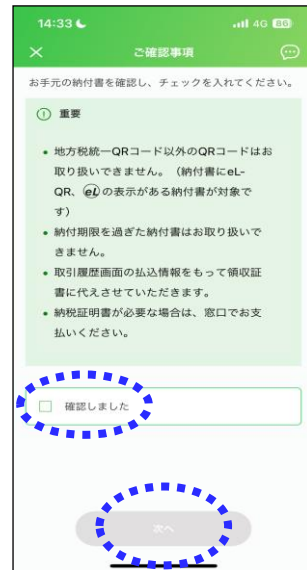 14:33
4G 86
ご確認事項
お手元の納付書を確認し、チェックを入れてください。
重要
• 地方税統一QRコード以外のQRコードはお
取り扱いできません。（納付書にeL-
QR、eLの表示がある納付書が対象で
す）
• 納付期限を過ぎた納付書はお取り扱いで
きません。
• 取引履歴画面の払込情報をもって領収証
書に代えさせていただきます。
• 納税証明書が必要な場合は、窓口でお支
払いください。
確認しました
次へ